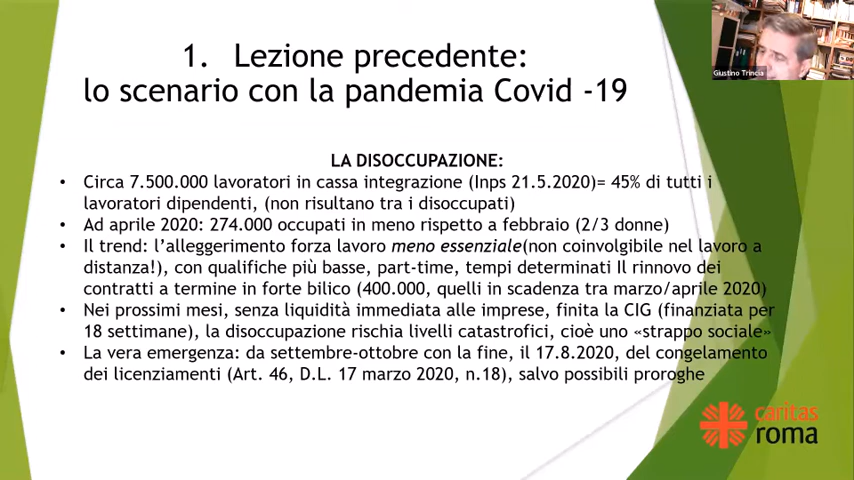 1. Lezione precedente:
lo scenario con la pandemia Covid -19
Giustino Trincia
LA DISOCCUPAZIONE:
• Circa 7.500.000 lavoratori in cassa integrazione (Inps 21.5.2020)= 45% di tutti i
lavoratori dipendenti, (non risultano tra i disoccupati)
• Ad aprile 2020: 274.000 occupati in meno rispetto a febbraio (2/3 donne)
• Il trend: l’alleggerimento forza lavoro meno essenziale(non coinvolgibile nel lavoro a
distanza!), con qualifiche più basse, part-time, tempi determinati Il rinnovo dei
contratti a termine in forte bilico (400.000, quelli in scadenza tra marzo/aprile 2020)
• Nei prossimi mesi, senza liquidità immediata alle imprese, finita la CIG (finanziata per
18 settimane), la disoccupazione rischia livelli catastrofici, cioè uno «strappo sociale»
• La vera emergenza: da settembre-ottobre con la fine, il 17.8.2020, del congelamento
dei licenziamenti (Art. 46, D.L. 17 marzo 2020, n.18), salvo possibili proroghe
caritas
roma